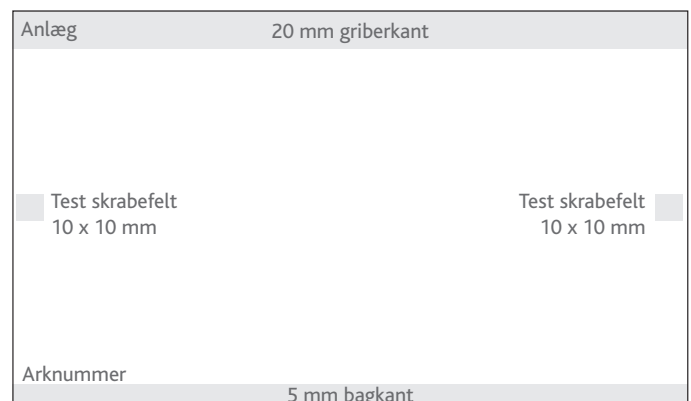 Anlæg 20 mm griberkant
Test skrabefelt
10 x 10 mm
Test skrabefelt
10 x 10 mm
Arknummer
5 mm bagkant